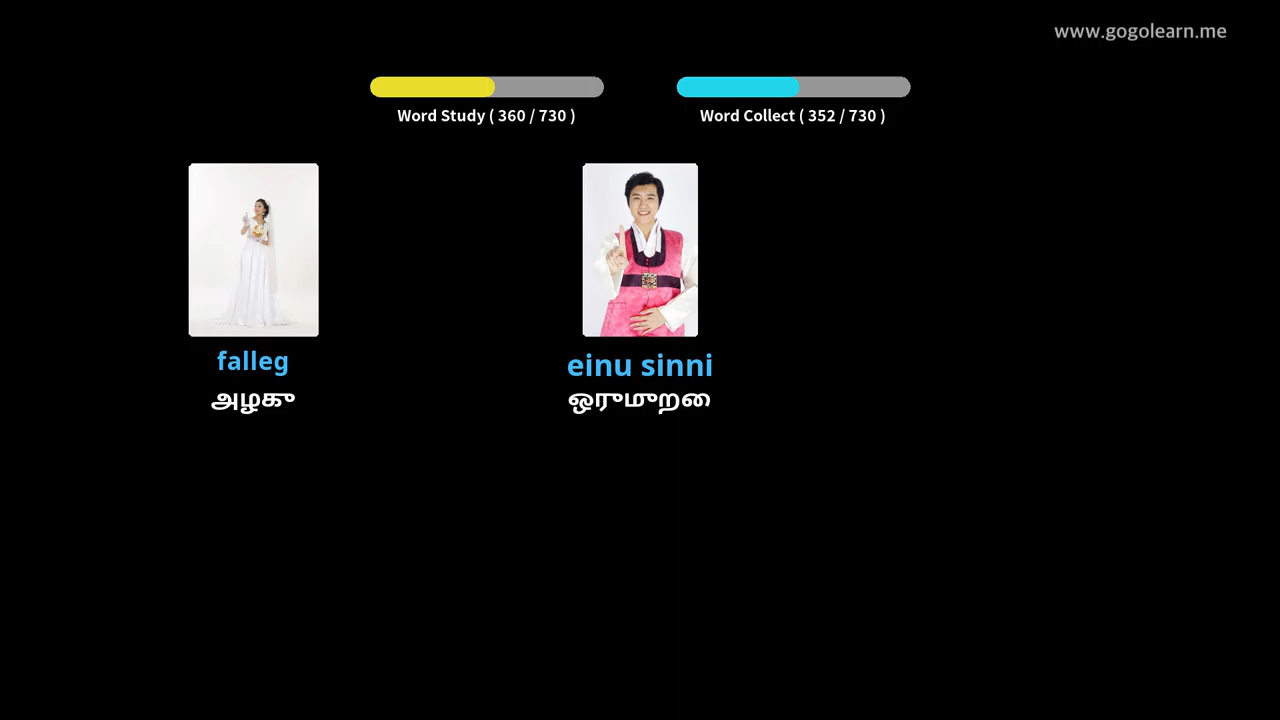 www.gogolearn.me
Word Study ( 360 / 730 )
Word Collect ( 352 / 730 )
falleg
அழகு
einu sinni
ஒருமுறை